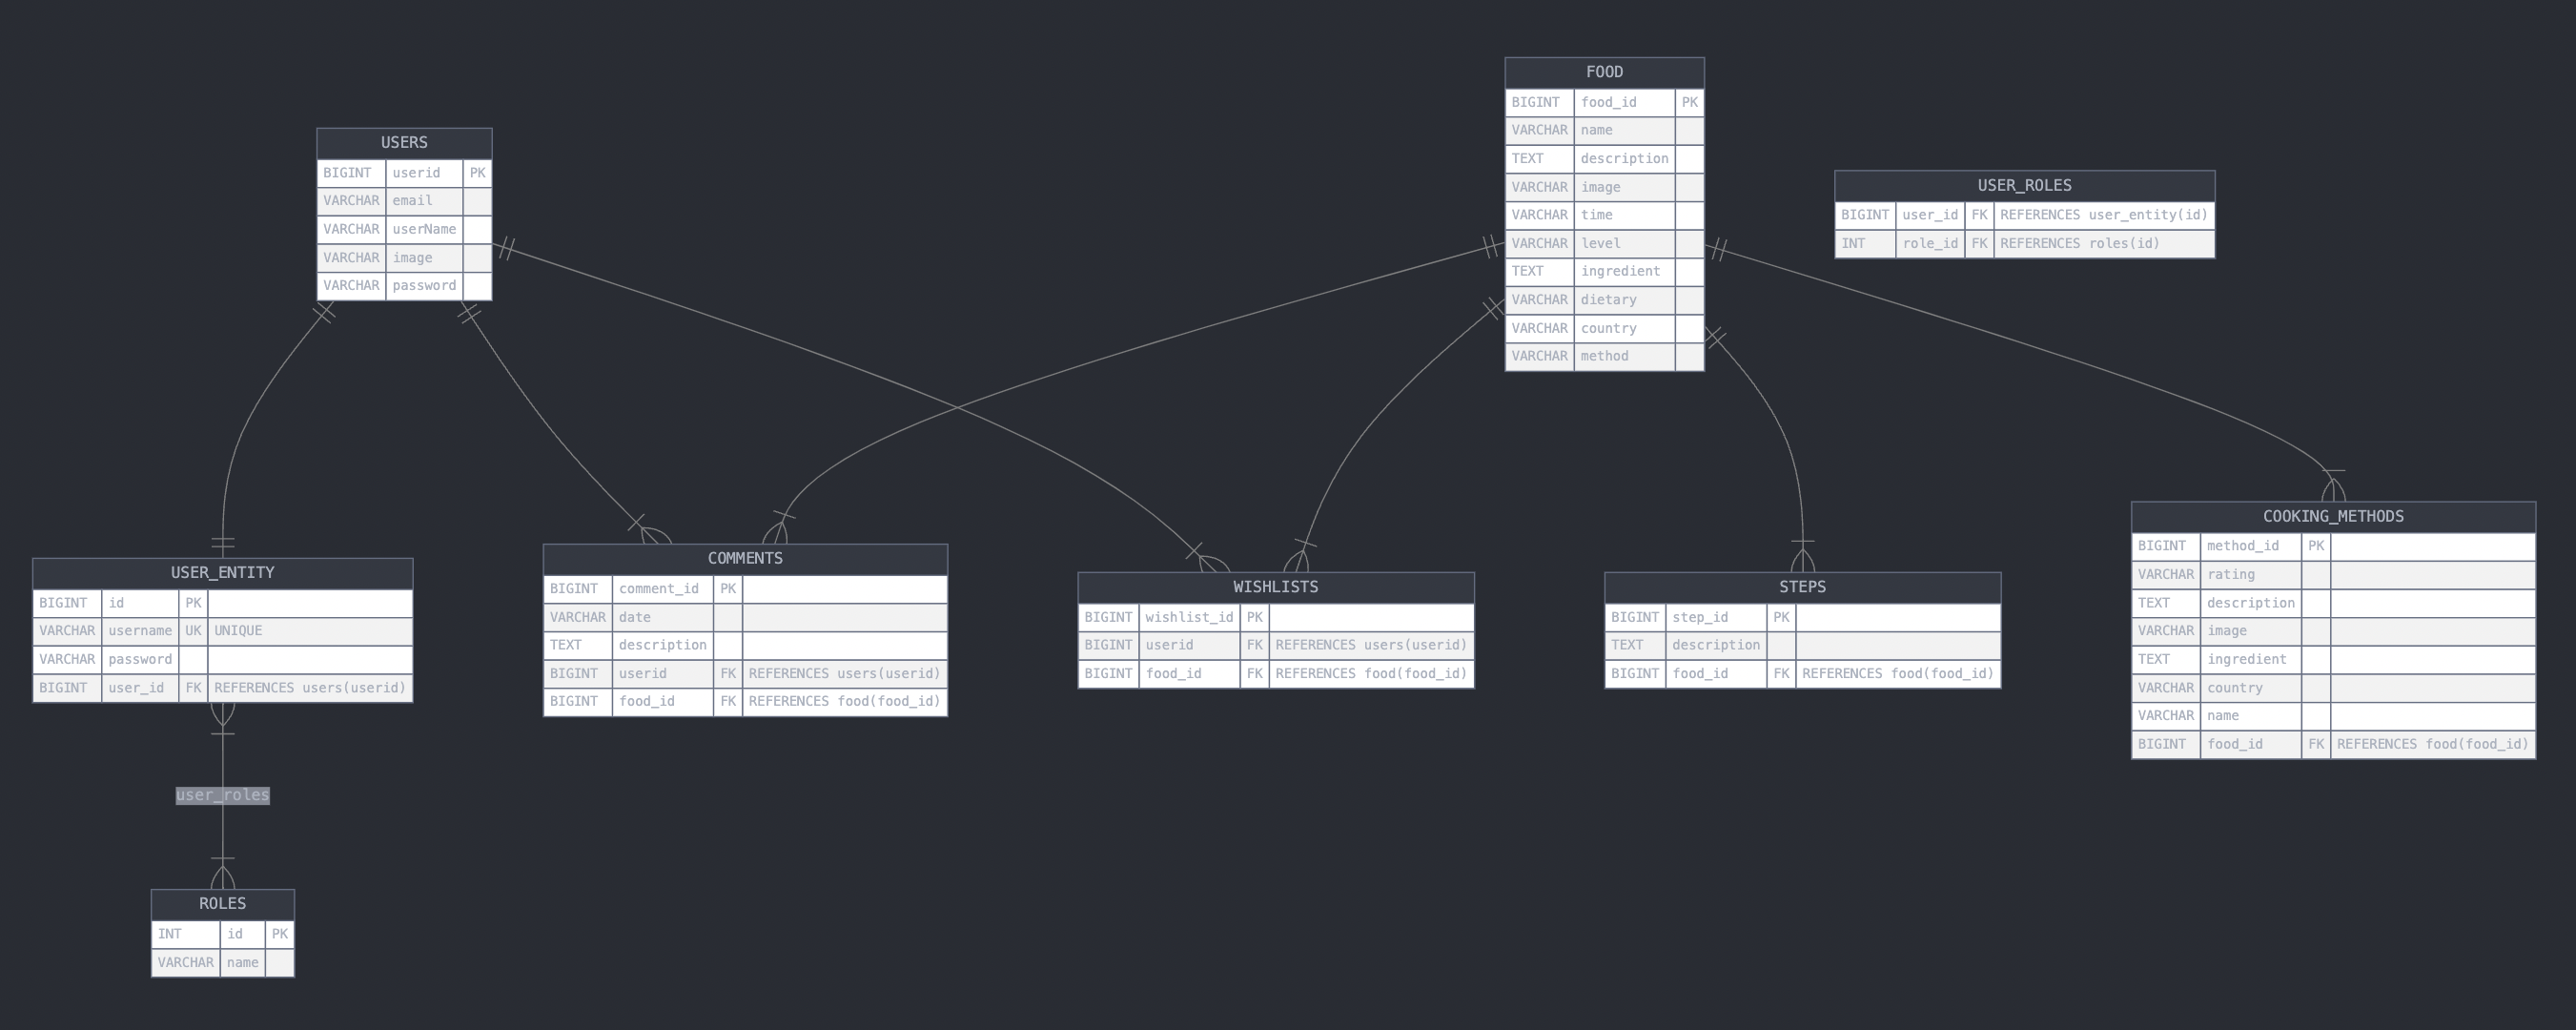 USERS
BIGINT userid PK
VARCHAR email
VARCHAR userName
VARCHAR image
VARCHAR password
FOOD
BIGINT food_id PK
VARCHAR name
TEXT description
VARCHAR image
VARCHAR time
VARCHAR level
TEXT ingredient
VARCHAR dietary
VARCHAR country
VARCHAR method
USER_ROLES
BIGINT user_id FK REFERENCES user_entity(id)
INT role_id FK REFERENCES roles(id)
USER_ENTITY
BIGINT id PK
VARCHAR username UK UNIQUE
VARCHAR password
BIGINT user_id FK REFERENCES users(userid)
COMMENTS
BIGINT comment_id PK
VARCHAR date
TEXT description
BIGINT userid FK REFERENCES users(userid)
BIGINT food_id FK REFERENCES food(food_id)
WISHLISTS
BIGINT wishlist_id PK
BIGINT userid FK REFERENCES users(userid)
BIGINT food_id FK REFERENCES food(food_id)
STEPS
BIGINT step_id PK
TEXT description
BIGINT food_id FK REFERENCES food(food_id)
COOKING_METHODS
BIGINT method_id PK
VARCHAR rating
TEXT description
VARCHAR image
TEXT ingredient
VARCHAR country
VARCHAR name
BIGINT food_id FK REFERENCES food(food_id)
user_roles
ROLES
INT id PK
VARCHAR name